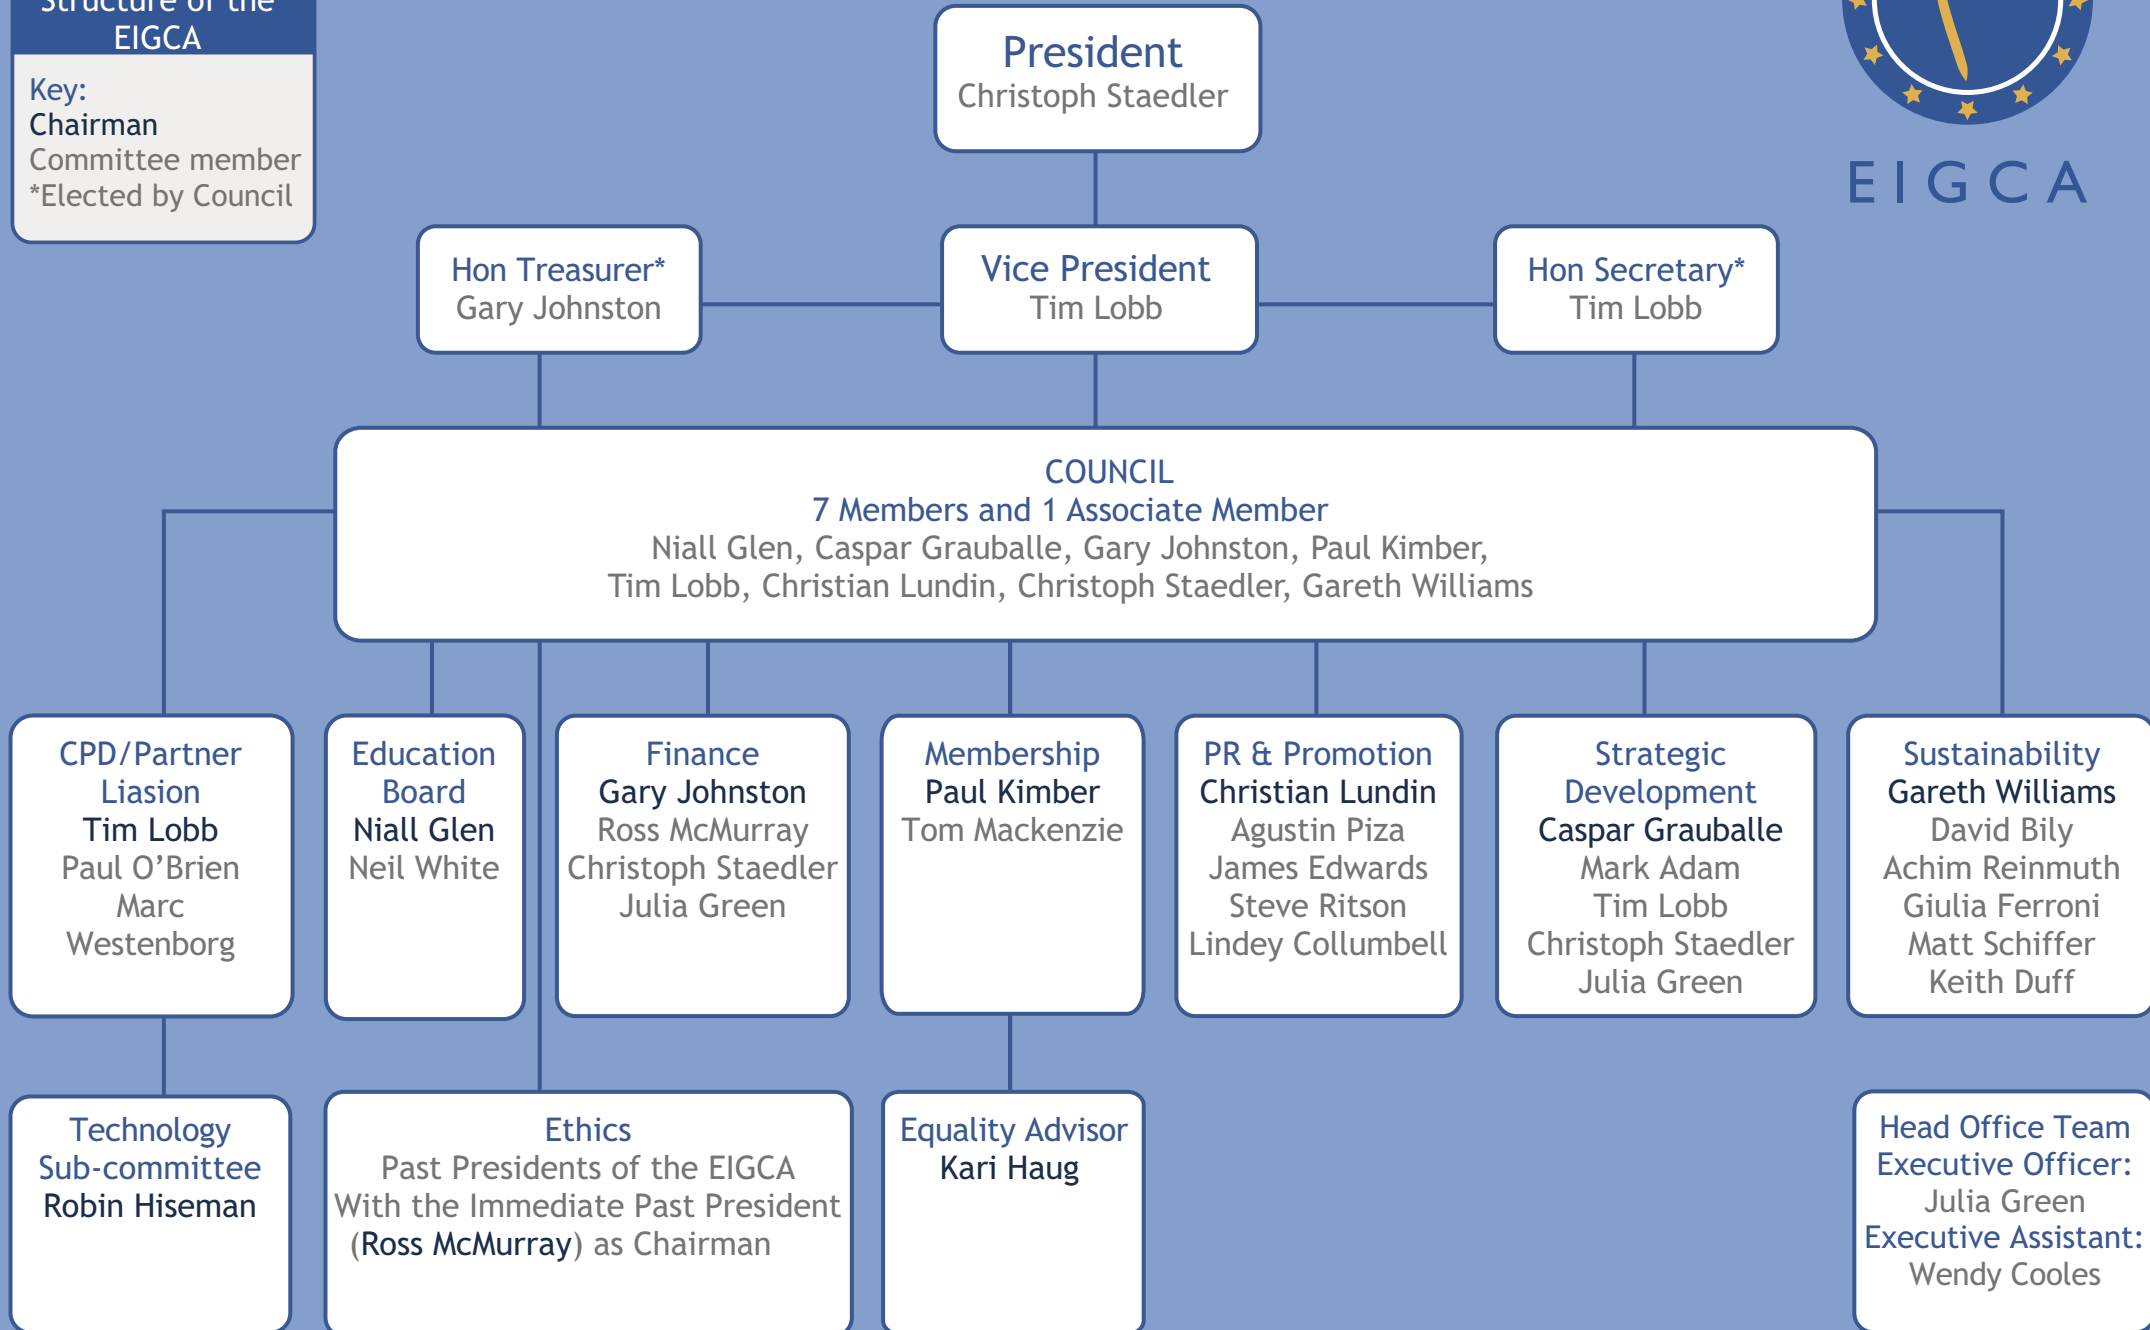 Structure of the
EIGCA
Key:
Chairman
Committee member
*Elected by Council
President
Christoph Staedler
EIGCA
Hon Treasurer*
Gary Johnston
Vice President
Tim Lobb
Hon Secretary*
Tim Lobb
COUNCIL
7 Members and 1 Associate Member
Niall Glen, Caspar Grauballe, Gary Johnston, Paul Kimber,
Tim Lobb, Christian Lundin, Christoph Staedler, Gareth Williams
CPD/Partner
Liasion
Tim Lobb
Paul O’Brien
Marc
Westenborg
Education
Board
Niall Glen
Neil White
Finance
Gary Johnston
Ross McMurray
Christoph Staedler
Julia Green
Membership
Paul Kimber
Tom Mackenzie
PR & Promotion
Christian Lundin
Agustin Piza
James Edwards
Steve Ritson
Lindey Collumbell
Strategic
Development
Caspar Grauballe
Mark Adam
Tim Lobb
Christoph Staedler
Julia Green
Sustainability
Gareth Williams
David Bily
Achim Reinmuth
Giulia Ferroni
Matt Schiffer
Keith Duff
Technology
Sub-committee
Robin Hiseman
Ethics
Past Presidents of the EIGCA
With the Immediate Past President
(Ross McMurray) as Chairman
Equality Advisor
Kari Haug
Head Office Team
Executive Officer:
Julia Green
Executive Assistant:
Wendy Cooles